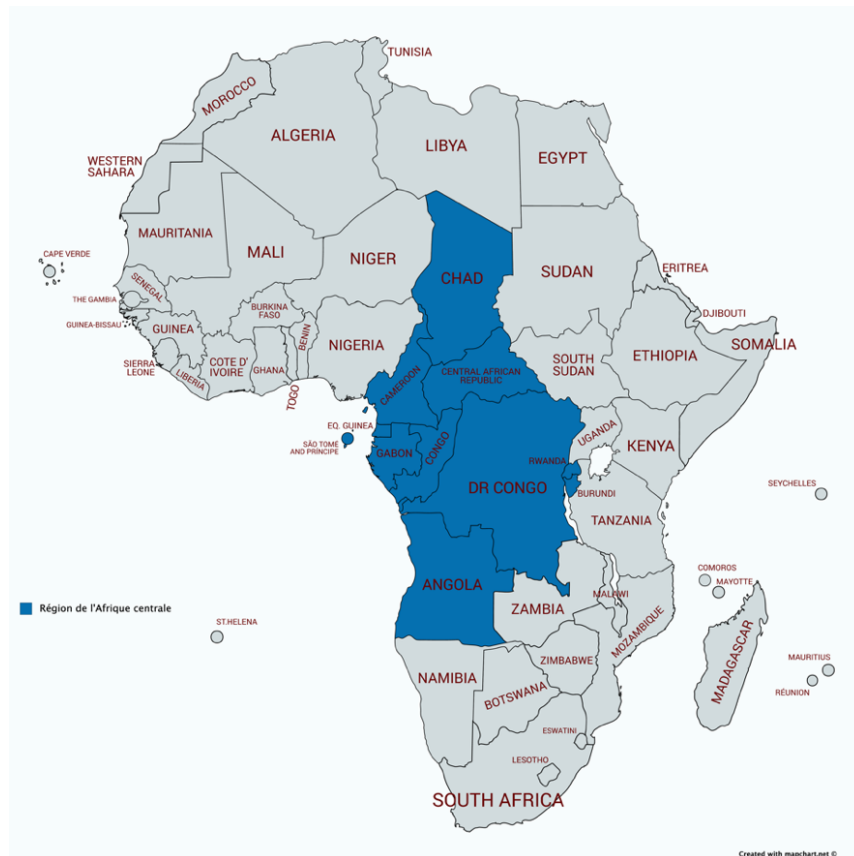 TUNISIA
MOROCCO
ALGERIA
LIBYA
EGYPT
WESTERN
SAHARA
MAURITANIA
MALI
NIGER
CHAD
SUDAN
ERITREA
CAPE VERDE
SENEGAL
THE GAMBIA
GUINEA-BISSAU
GUINEA
BURKINA
FASO
BENIN
NIGERIA
DJIBOUTI
SOMALIA
ETHIOPIA
SOUTH
SUDAN
SIERRA
LEONE
LIBERIA
COTE D'
IVOIRE
GHANA
TOGO
CAMEROON
CENTRAL AFRICAN
REPUBLIC
EQ. GUINEA
SÃO TOMÉ
AND PRÍNCIPE
GABON
CONGO
DR CONGO
UGANDA
KENYA
RWANDA
BURUNDI
TANZANIA
SEYCHELLES
COMOROS
MAYOTTE
ANGOLA
ZAMBIA
MALAWI
MOZAMBIQUE
Région de l'Afrique centrale
ST.HELENA
NAMIBIA
BOTSWANA
ZIMBABWE
MADAGASCAR
MAURITIUS
RÉUNION
ESWATINI
LESOTHO
SOUTH AFRICA
Created with mapchart.net ©